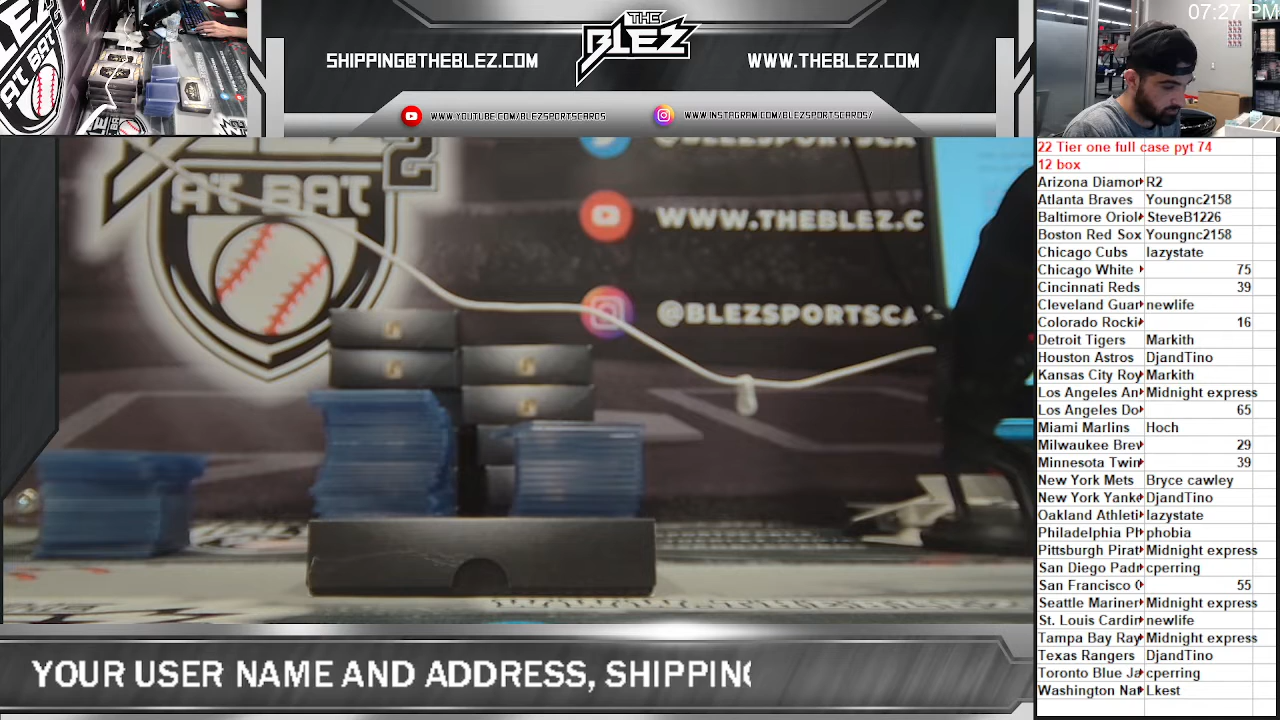 07:27 PM
THE
BLEZ
SHIPPING@THEBLEZ.COM
WWW.THEBLEZ.COM
WWW.YOUTUBE.COM/BLEZSPORTSCARDS
WWW.INSTAGRAM.COM/BLEZSPORTSCARDS/
2
AT BAT
WWW.THEBLEZ.C
@BLEZSPORTSCA
YOUR USER NAME AND ADDRESS, SHIPPING
22 Tier one full case pyt 74
12 box
Arizona Diamor R2
Atlanta Braves Youngnc2158
Baltimore Oriol SteveB1226
Boston Red Sox Youngnc2158
Chicago Cubs lazystate
Chicago White 75
Cincinnati Reds 39
Cleveland Guar newlife
Colorado Rocki 16
Detroit Tigers Markith
Houston Astros DjandTino
Kansas City Roy Markith
Los Angeles An Midnight express
Los Angeles Do 65
Miami Marlins Hoch
Milwaukee Brev 29
Minnesota Twin 39
New York Mets Bryce cawley
New York Yanke DjandTino
Oakland Athleti lazystate
Philadelphia Ph phobia
Pittsburgh Pirat Midnight express
San Diego Padr cperring
San Francisco G 55
Seattle Mariner Midnight express
St. Louis Cardin newlife
Tampa Bay Ray Midnight express
Texas Rangers DjandTino
Toronto Blue Ja cperring
Washington Nat Lkest